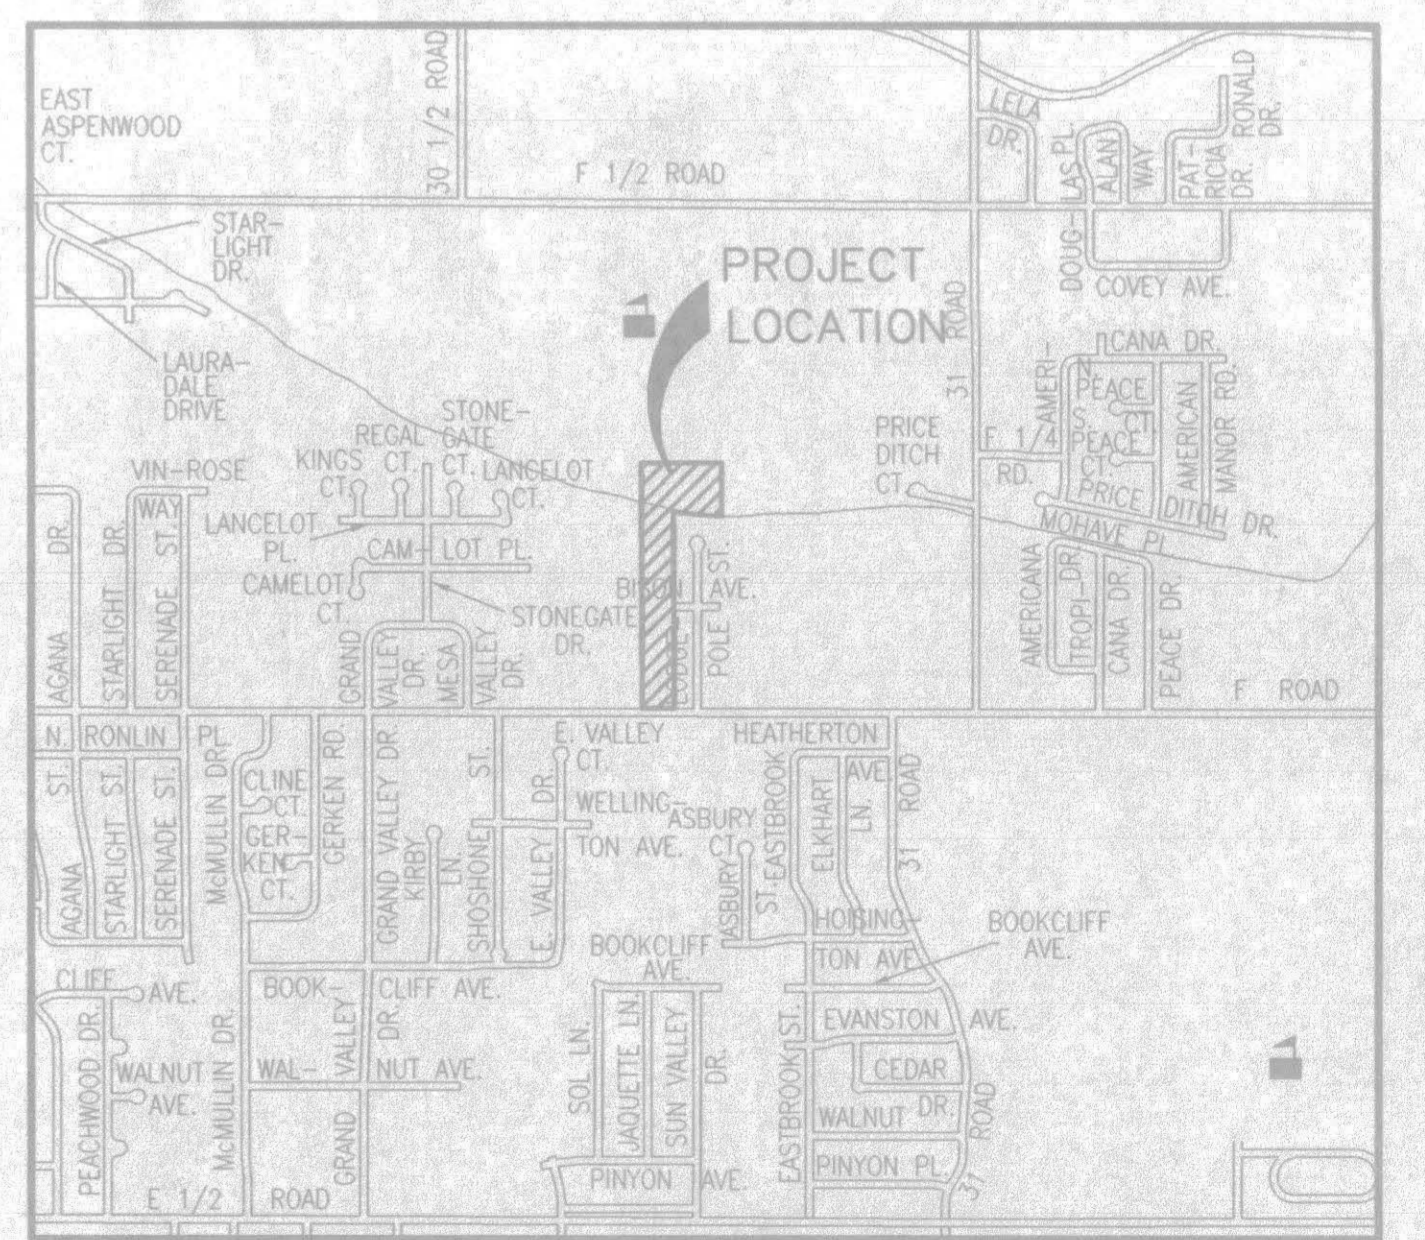 EAST
ASPENWOOD
CT.
30 1/2 ROAD
F 1/2 ROAD
LELA
DR.
DOUG-LAS PL.
ALAN
WAY
PAT-
RICIA
DR.
RONALD
DR.
COVEY AVE.
STAR-
LIGHT
DR.
LAURA-
DALE
DRIVE
PROJECT
LOCATION
31 ROAD
CANA DR.
AMERI-
N.
PEACE
CT.
S.
PEACE
CT.
AMERICAN
MANOR RD.
F 1/4
RD.
PRICE
DITCH
CT.
PRICE DITCH DR.
MOHAVE PL.
STONE-
GATE
CT.
REGAL
CT.
KINGS
CT.
LANCELOT
CT.
VIN-ROSE
WAY
LANCELOT
PL.
CAM- LOT PL.
CAMELOT
CT.
STONEGATE
DR.
BISON AVE.
LODGE
POLE ST.
AGANA DR.
STARLIGHT DR.
SERENADE ST.
GRAND
VALLEY
DR.
MESA
VALLEY
DR.
AMERICANA
TROPI DR.
CANA DR.
PEACE DR.
F ROAD
N. RONLIN PL.
AGANA ST.
STARLIGHT ST.
SERENADE ST.
McMULLIN DR.
CLINE
CT.
GER-
KEN
CT.
GERKEN RD.
GRAND VALLEY DR.
KIRBY
LN.
SHOSHONE ST.
E. VALLEY DR.
E. VALLEY
CT.
WELLING-
TON AVE.
ASBURY
CT.
ASBURY
ST.
EASTBROOK
HEATHERTON
AVE.
ELKHART
LN.
31 ROAD
HOISING-
TON AVE.
BOOKCLIFF
AVE.
BOOKCLIFF
AVE.
CLIFF AVE.
BOOK- CLIFF AVE.
PEACHWOOD DR.
WALNUT
AVE.
McMULLIN DR.
WAL- NUT AVE.
GRAND VALLEY DR.
SOL LN.
JAQUETTE LN.
SUN VALLEY
DR.
EASTBROOK ST.
EVANSTON AVE.
CEDAR
DR.
WALNUT
PINYON PL.
31 ROAD
PINYON AVE.
E 1/2 ROAD